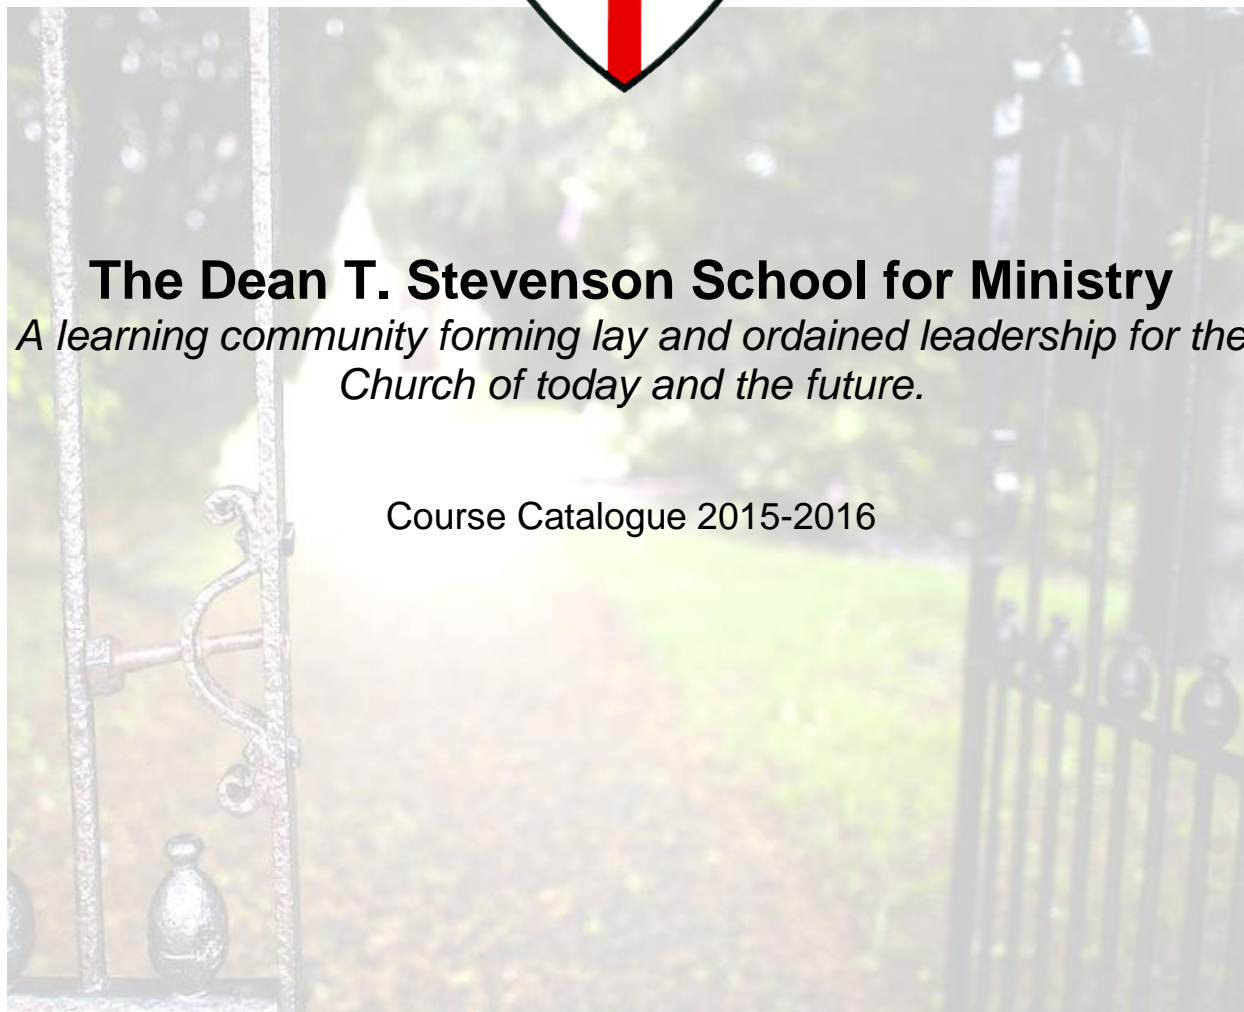 The Dean T. Stevenson School for Ministry
A learning community forming lay and ordained leadership for the
Church of today and the future.
Course Catalogue 2015-2016